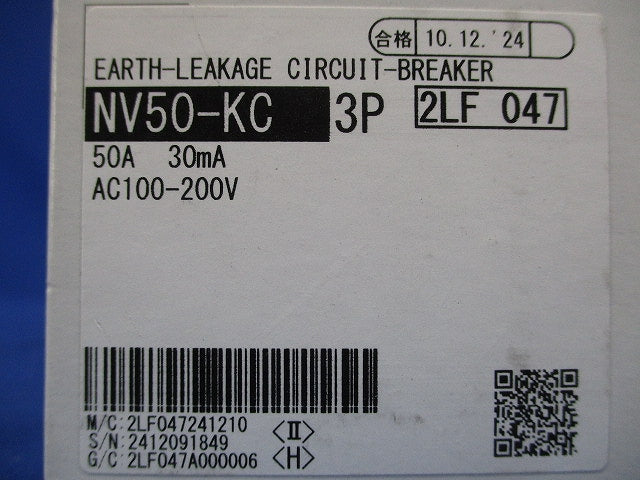 合格 10.12.'24
EARTH-LEAKAGE CIRCUIT-BREAKER
NV50-KC 3P 2LF 047
50A 30mA
AC100-200V
M/C:2LF047241210
S/N:2412091849 〈II〉
G/C:2LF047A000006 〈H〉